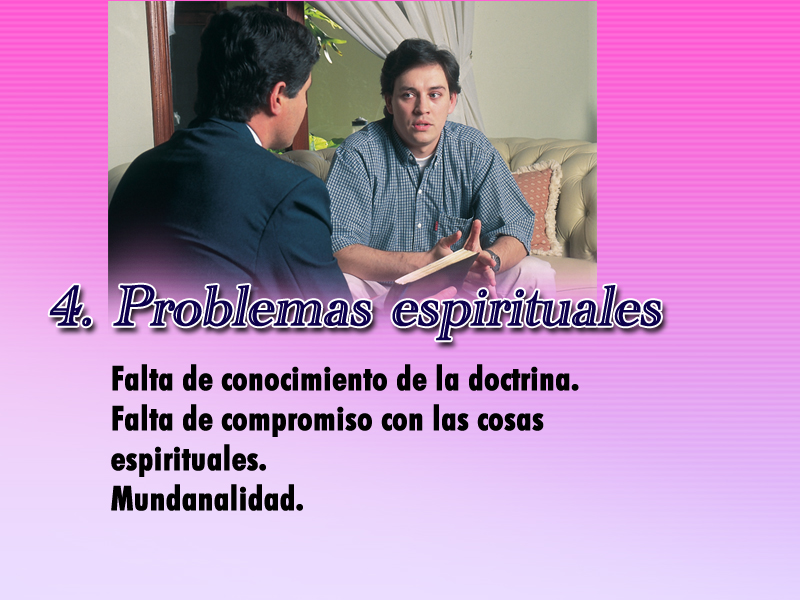 4. Problemas espirituales
Falta de conocimiento de la doctrina.
Falta de compromiso con las cosas
espirituales.
Mundanalidad.